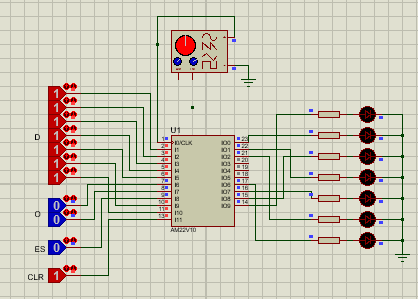 1
1
1
D 1
1
1
1
O 0
0
ES 0
CLR 1
U1
1 I0/CLK IO0 23
2 I1 IO1 22
3 I2 IO2 21
4 I3 IO3 20
5 I4 IO4 19
6 I5 IO5 18
7 I6 IO6 17
8 I7 IO7 16
9 I8 IO8 15
10 I9 IO9 14
11 I10
13 I11
AM22V10